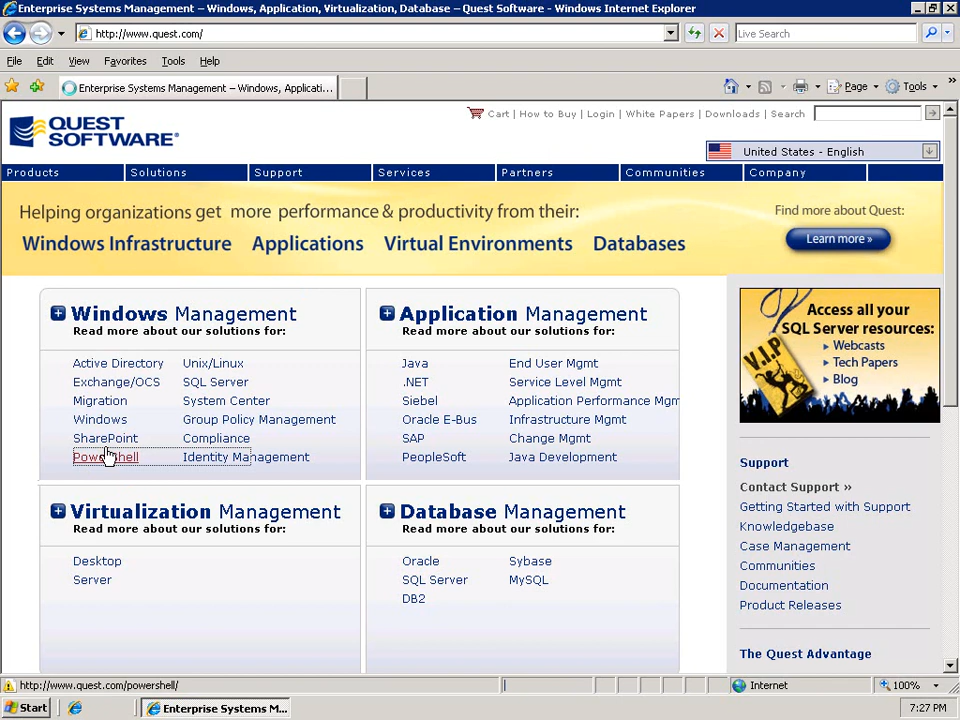 Enterprise Systems Management – Windows, Application, Virtualization, Database – Quest Software - Windows Internet Explorer
http://www.quest.com/
Live Search
File Edit View Favorites Tools Help
Enterprise Systems Management – Windows, Applicati...
Page Tools
Cart | How to Buy | Login | White Papers | Downloads | Search
QUEST
SOFTWARE®
United States - English
Products Solutions Support Services Partners Communities Company
Helping organizations get more performance & productivity from their:
Windows Infrastructure Applications Virtual Environments Databases
Find more about Quest:
Learn more »
Windows Management
Read more about our solutions for:
Active Directory Unix/Linux
Exchange/OCS SQL Server
Migration System Center
Windows Group Policy Management
SharePoint Compliance
PowerShell Identity Management
Application Management
Read more about our solutions for:
Java End User Mgmt
.NET Service Level Mgmt
Siebel Application Performance Mgm
Oracle E-Bus Infrastructure Mgmt
SAP Change Mgmt
PeopleSoft Java Development
Virtualization Management
Read more about our solutions for:
Desktop
Server
Database Management
Read more about our solutions for:
Oracle Sybase
SQL Server MySQL
DB2
Access all your
SQL Server resources:
Webcasts
Tech Papers
Blog
V.I.P
Support
Contact Support »
Getting Started with Support
Knowledgebase
Case Management
Communities
Documentation
Product Releases
The Quest Advantage
http://www.quest.com/powershell/
Internet
100%
Start
Enterprise Systems M...
7:27 PM